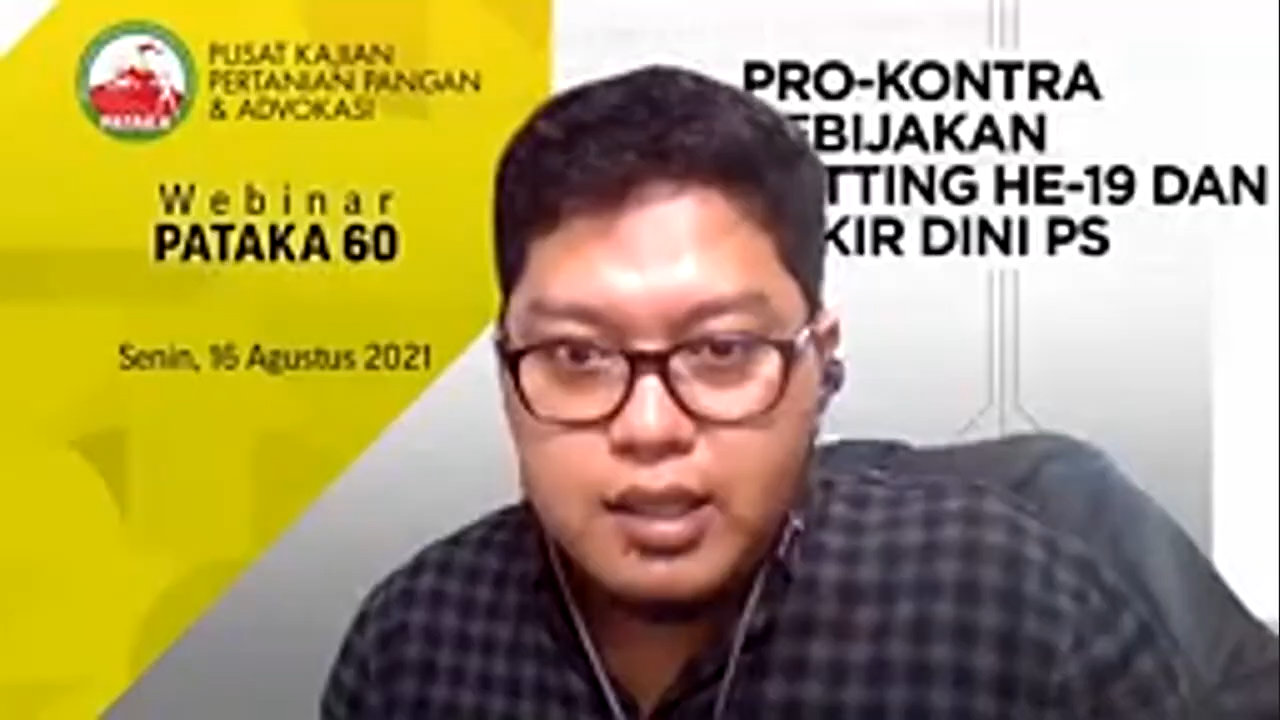 PUSAT KAJIAN
PERTANIAN PANGAN
& ADVOKASI
PATAKA
Webinar
PATAKA 60
Senin, 16 Agustus 2021
PRO-KONTRA
EBIJAKAN
TTING HE-19 DAN
KIR DINI PS